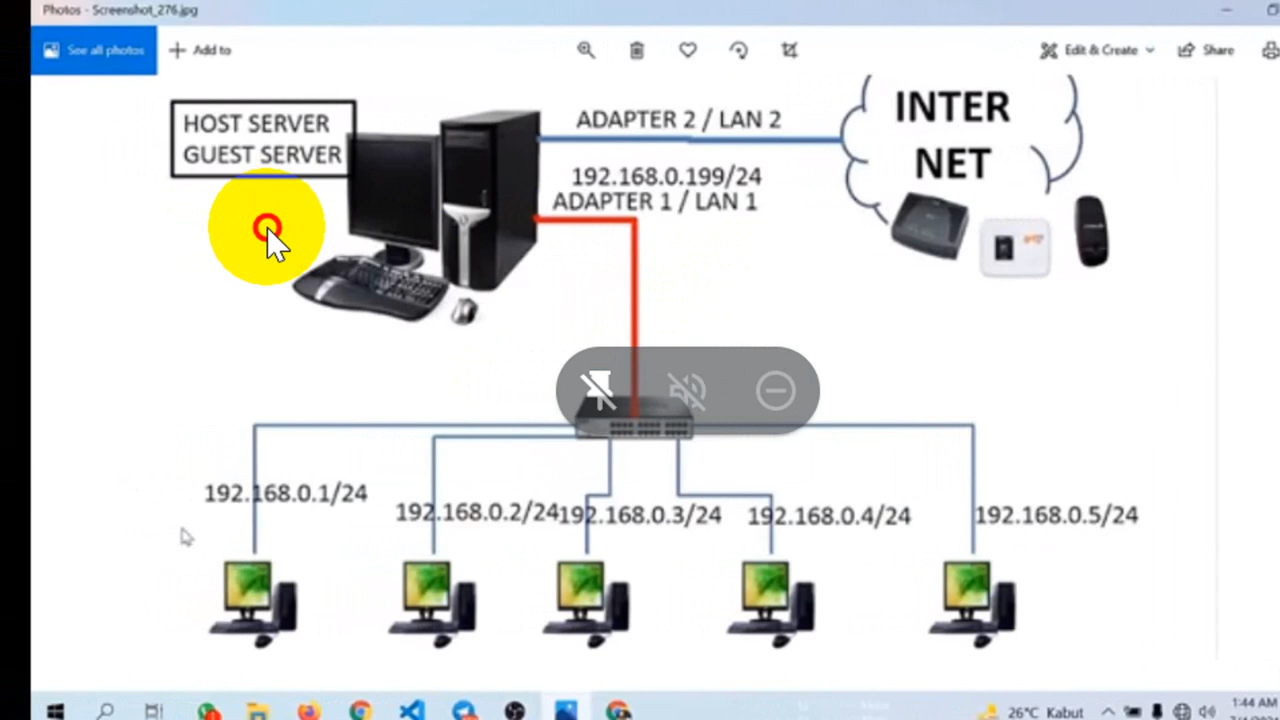 Photos - Screenshot_276.jpg
See all photos
Add to
Edit & Create
Share
HOST SERVER
GUEST SERVER
ADAPTER 2 / LAN 2
192.168.0.199/24
ADAPTER 1 / LAN 1
INTER
NET
192.168.0.1/24
192.168.0.2/24
192.168.0.3/24
192.168.0.4/24
192.168.0.5/24
26°C Kabut
1:44 AM